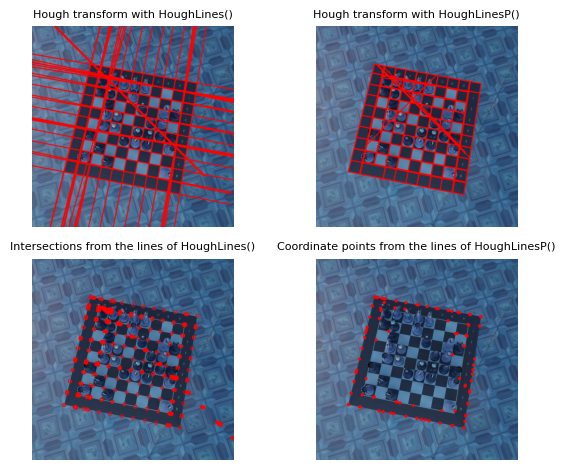 Hough transform with HoughLines()
Hough transform with HoughLinesP()
Intersections from the lines of HoughLines()
Coordinate points from the lines of HoughLinesP()